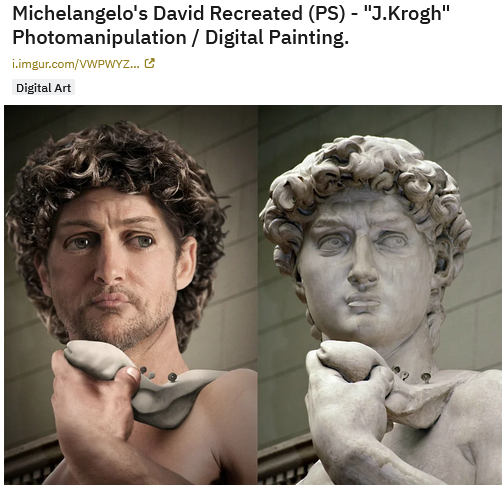 Michelangelo's David Recreated (PS) - "J.Krogh"
Photomanipulation / Digital Painting.
i.imgur.com/VWPWYZ...
Digital Art